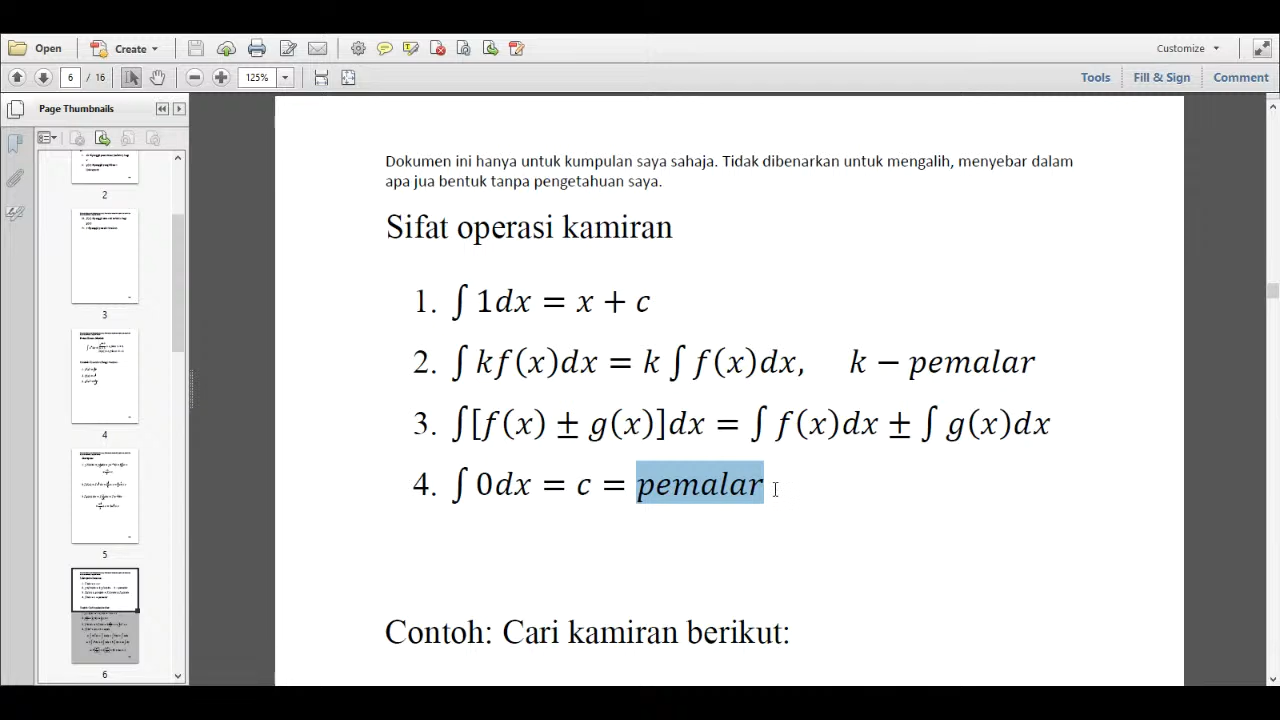 Open
Create
Customize
6 / 16
125%
Tools
Fill & Sign
Comment
Page Thumbnails
2
3
4
5
6
Dokumen ini hanya untuk kumpulan saya sahaja. Tidak dibenarkan untuk mengalih, menyebar dalam
apa jua bentuk tanpa pengetahuan saya.
Sifat operasi kamiran
1. ∫ 1dx = x + c
2. ∫ kf(x)dx = k ∫ f(x)dx, k − pemalar
3. ∫[f(x) ± g(x)]dx = ∫ f(x)dx ± ∫ g(x)dx
4. ∫ 0dx = c = pemalar
Contoh: Cari kamiran berikut: